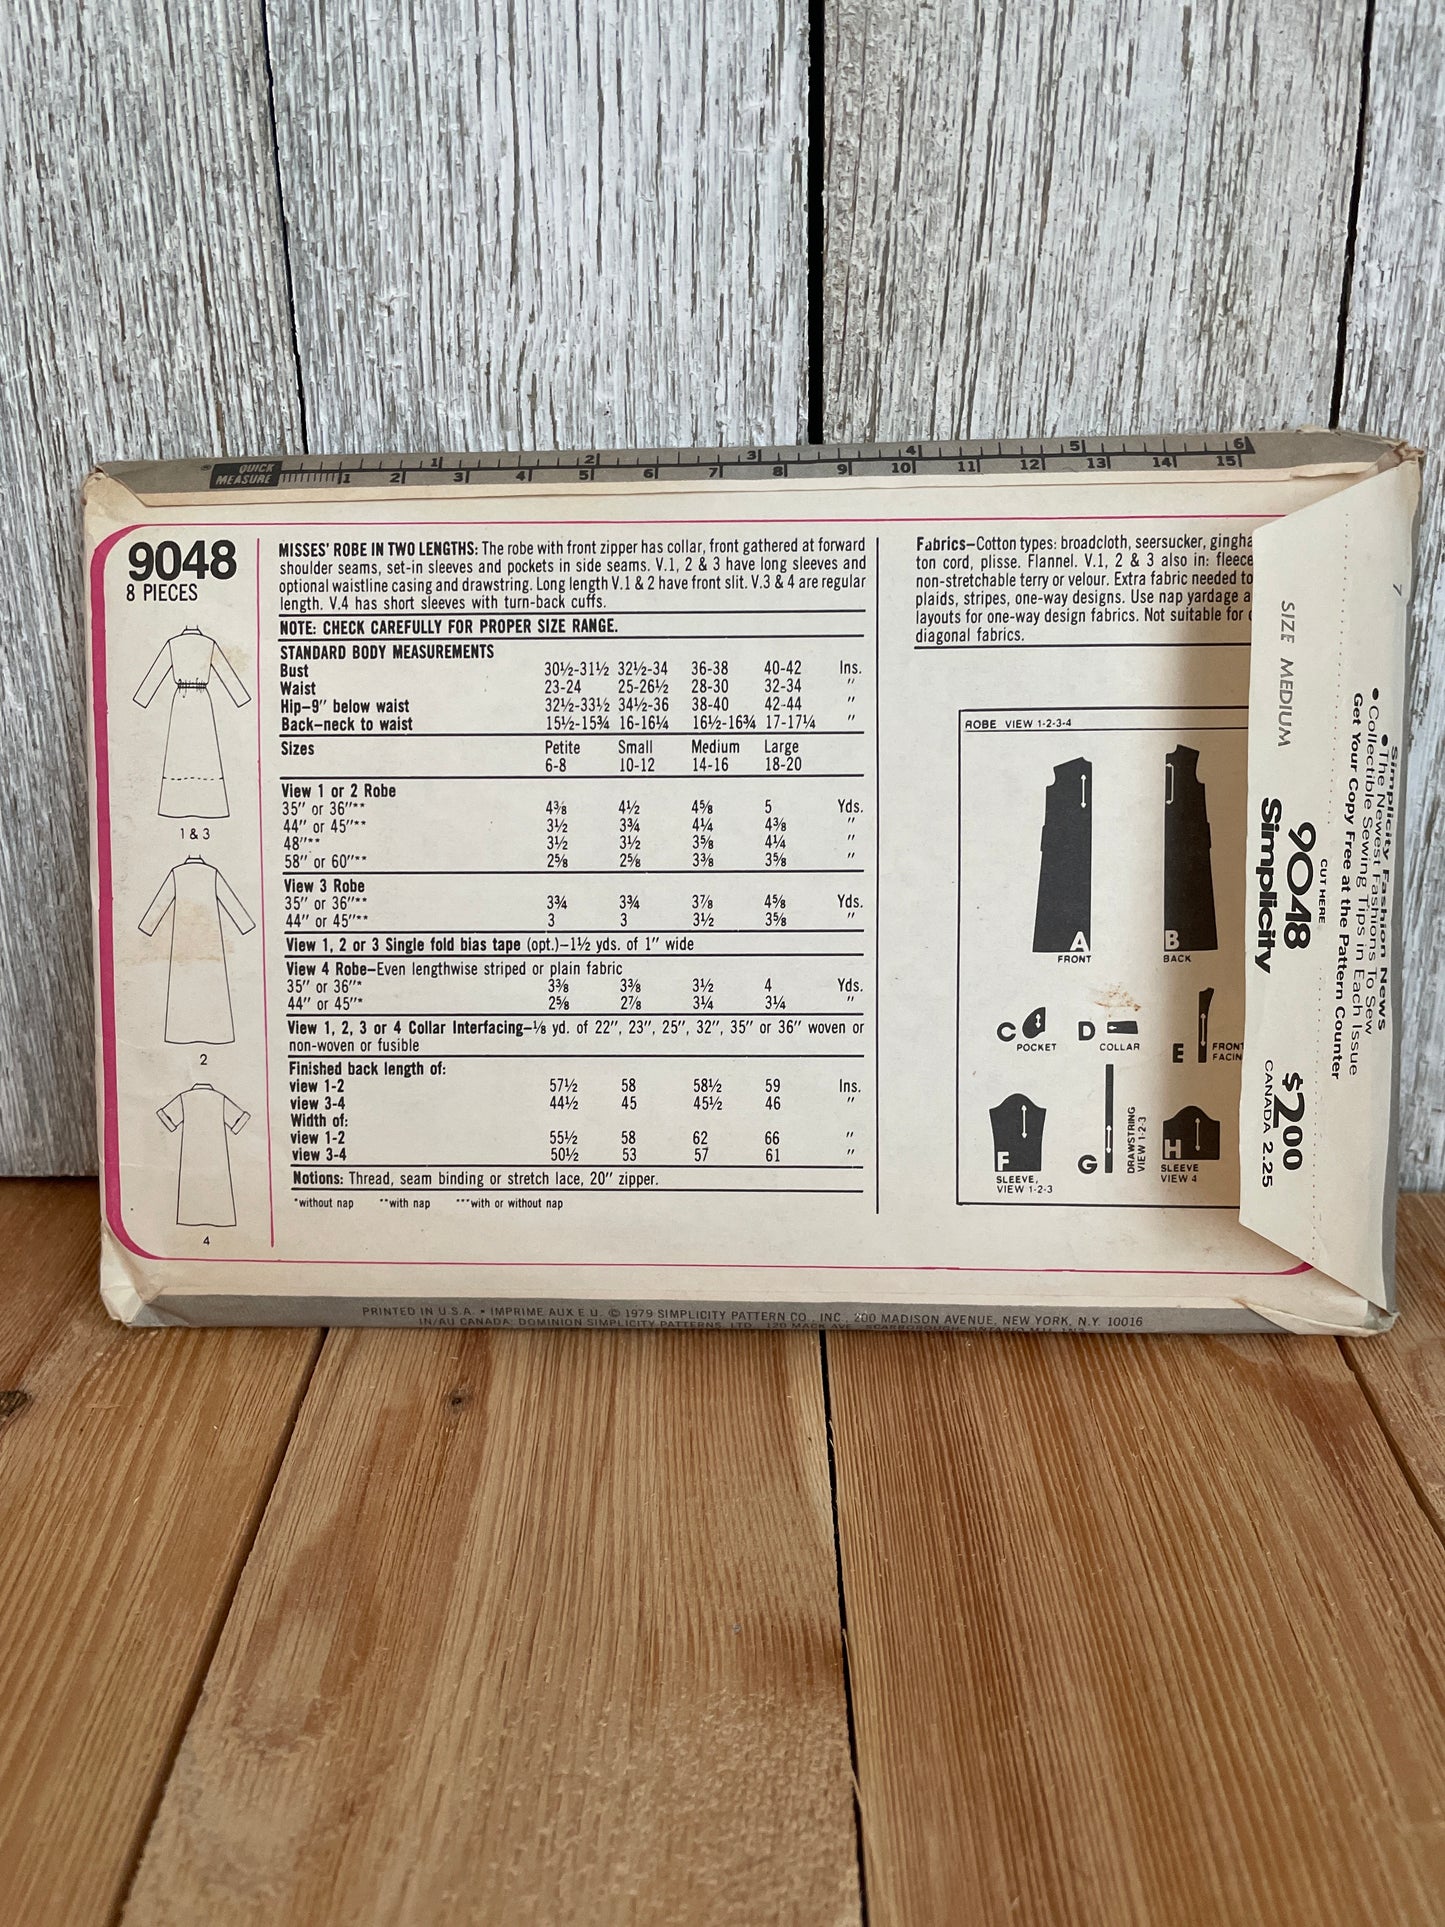 QUICK MEASURE
1 2 3 4 5 6
1 2 3 4 5 6 7 8 9 10 11 12 13 14 15
9048
8 PIECES
1 & 3
2
4
MISSES' ROBE IN TWO LENGTHS: The robe with front zipper has collar, front gathered at forward
shoulder seams, set-in sleeves and pockets in side seams. V.1, 2 & 3 have long sleeves and
optional waistline casing and drawstring. Long length V.1 & 2 have front slit. V.3 & 4 are regular
length. V.4 has short sleeves with turn-back cuffs.
NOTE: CHECK CAREFULLY FOR PROPER SIZE RANGE.
STANDARD BODY MEASUREMENTS
Bust 30½-31½ 32½-34 36-38 40-42 Ins.
Waist 23-24 25-26½ 28-30 32-34 "
Hip-9" below waist 32½-33½ 34½-36 38-40 42-44 "
Back-neck to waist 15½-15¾ 16-16¼ 16½-16¾ 17-17¼ "
Sizes Petite Small Medium Large
6-8 10-12 14-16 18-20
View 1 or 2 Robe
35" or 36"** 4⅜ 4½ 4⅝ 5 Yds.
44" or 45"** 3½ 3¾ 4¼ 4⅜ "
48"** 3½ 3½ 3⅝ 4¼ "
58" or 60"** 2⅝ 2⅝ 3⅜ 3⅝ "
View 3 Robe
35" or 36"** 3¾ 3¾ 3⅞ 4⅝ Yds.
44" or 45"** 3 3 3½ 3⅝ "
View 1, 2 or 3 Single fold bias tape (opt.)-1½ yds. of 1" wide
View 4 Robe-Even lengthwise striped or plain fabric
35" or 36"* 3⅜ 3⅜ 3½ 4 Yds.
44" or 45"* 2⅝ 2⅞ 3¼ 3¼ "
View 1, 2, 3 or 4 Collar Interfacing-⅛ yd. of 22", 23", 25", 32", 35" or 36" woven or
non-woven or fusible
Finished back length of:
view 1-2 57½ 58 58½ 59 Ins.
view 3-4 44½ 45 45½ 46 "
Width of:
view 1-2 55½ 58 62 66 "
view 3-4 50½ 53 57 61 "
Notions: Thread, seam binding or stretch lace, 20" zipper.
*without nap **with nap ***with or without nap
Fabrics-Cotton types: broadcloth, seersucker, gingha
ton cord, plisse. Flannel. V.1, 2 & 3 also in: fleece
non-stretchable terry or velour. Extra fabric needed to
plaids, stripes, one-way designs. Use nap yardage a
layouts for one-way design fabrics. Not suitable for
diagonal fabrics.
ROBE VIEW 1-2-3-4
A
FRONT
B
BACK
C
POCKET
D
COLLAR
E
FRONT
FACIN
F
SLEEVE,
VIEW 1-2-3
G
DRAWSTRING
VIEW 1-2-3
H
SLEEVE
VIEW 4
7
SIZE MEDIUM
Simplicity
9048
CUT HERE
$2.00
CANADA 2.25
Simplicity Fashion News
• The Newest Fashions To Sew
• Collectible Sewing Tips in Each Issue
Get Your Copy Free at the Pattern Counter
PRINTED IN U.S.A. • IMPRIME AUX E.U. © 1979 SIMPLICITY PATTERN CO., INC., 200 MADISON AVENUE, NEW YORK, N.Y. 10016
IN/AU CANADA: DOMINION SIMPLICITY PATTERNS, LTD., 120 MACK AVE., SCARBOROUGH, ONTARIO M1L 1N3